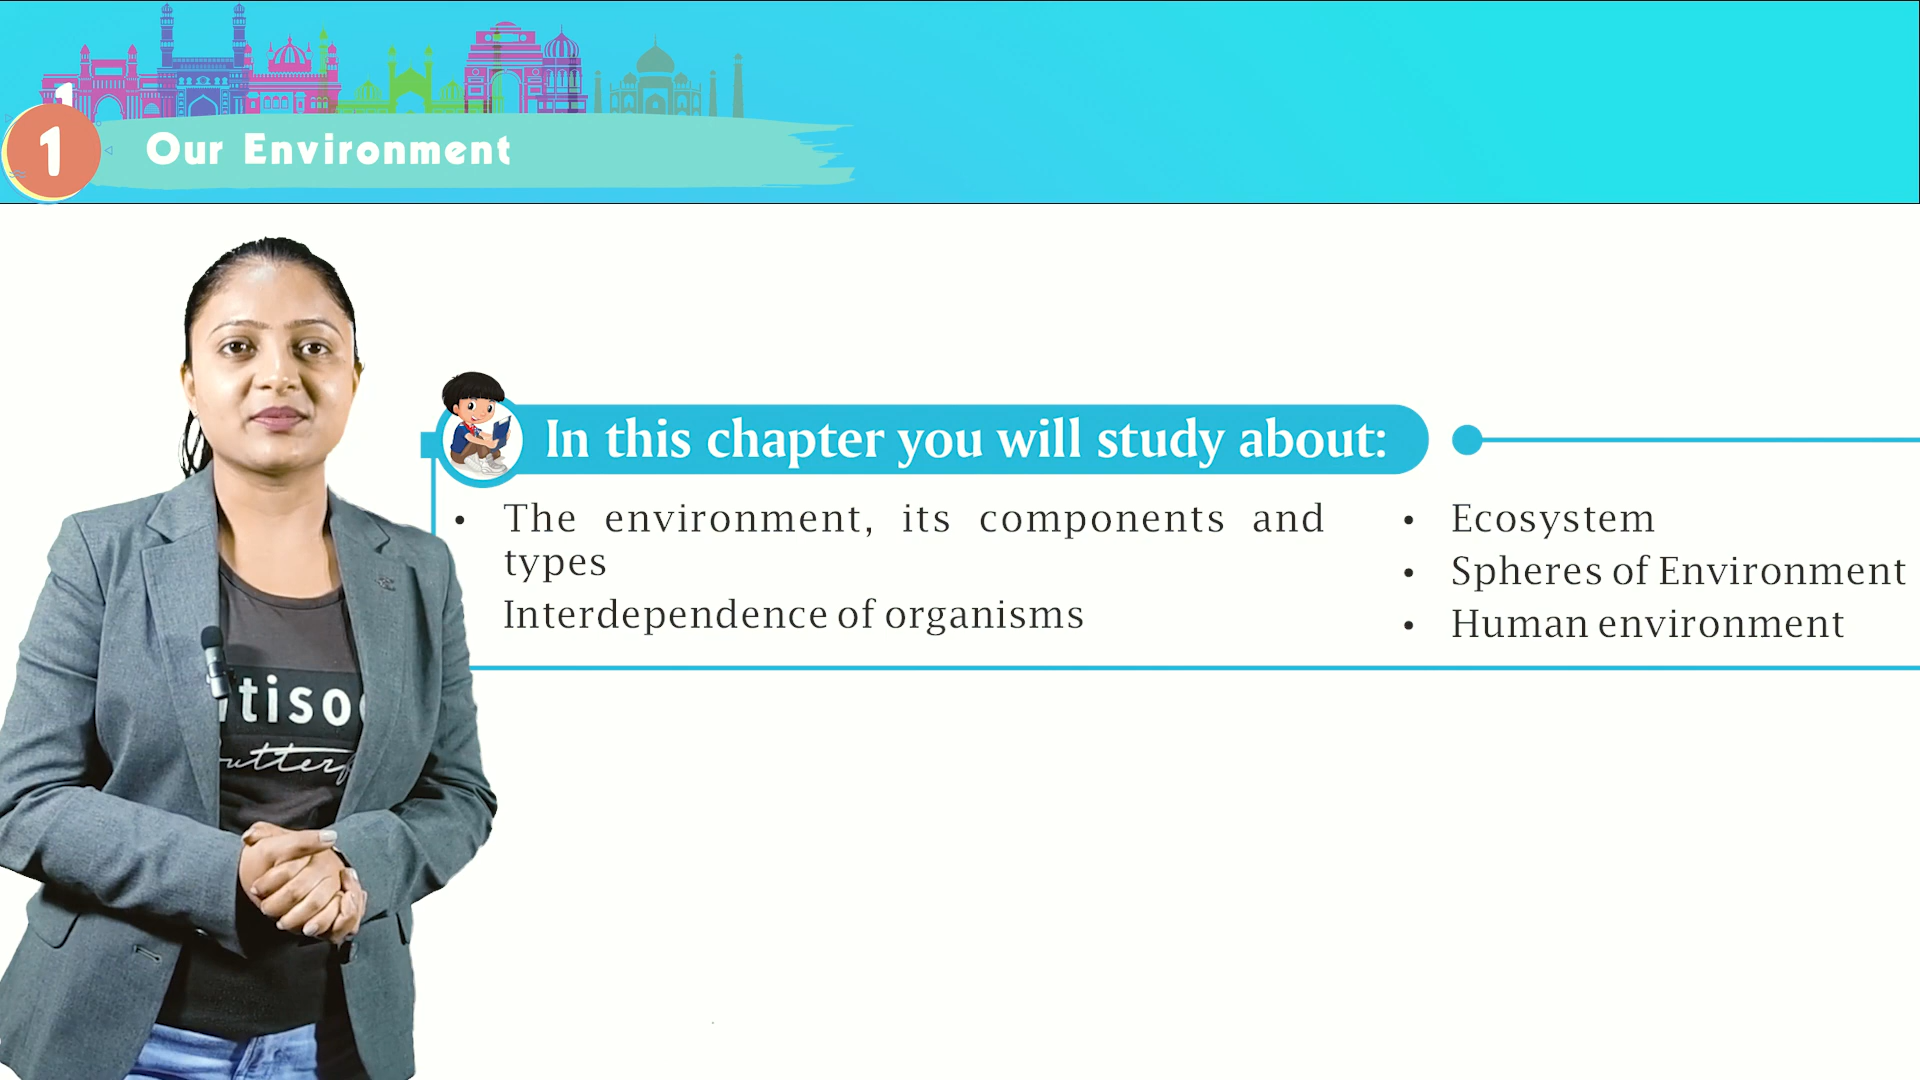 1
1
Our Environment
In this chapter you will study about:
• The environment, its components and
types
Interdependence of organisms
• Ecosystem
• Spheres of Environment
• Human environment